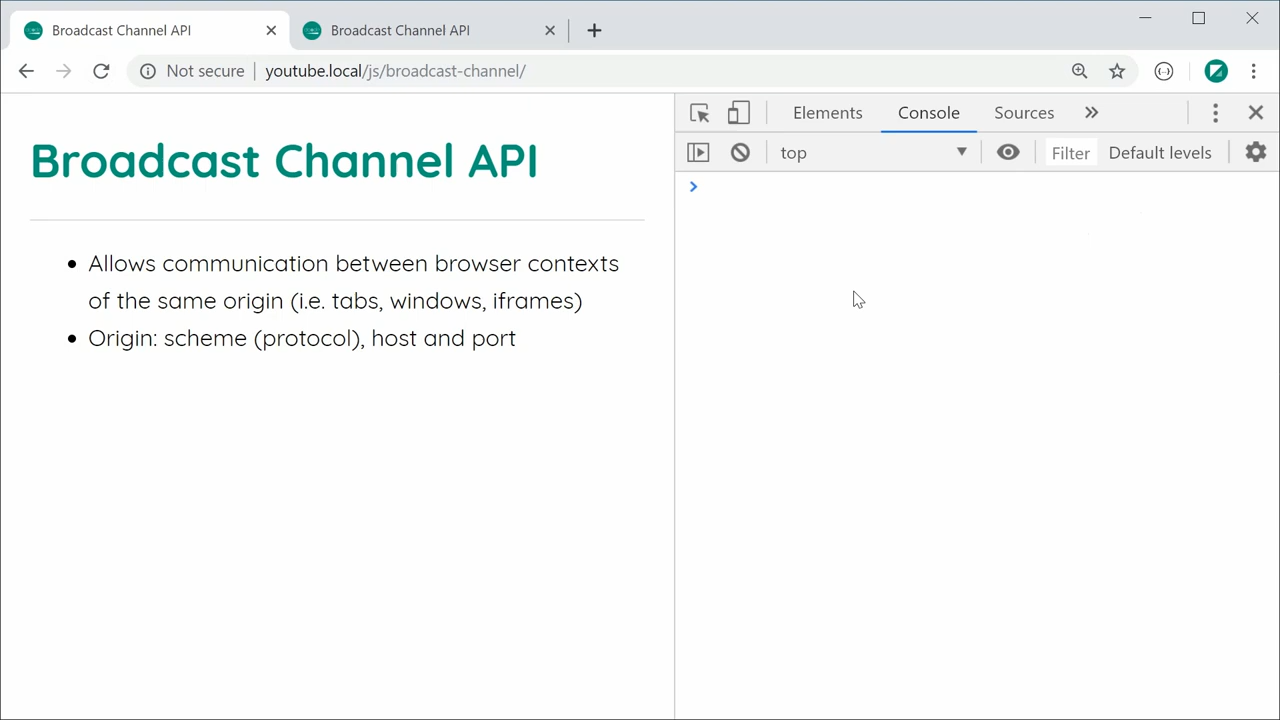 Broadcast Channel API
Broadcast Channel API
Not secure
youtube.local/js/broadcast-channel/
Elements
Console
Sources
top
Filter
Default levels
Broadcast Channel API
• Allows communication between browser contexts
of the same origin (i.e. tabs, windows, iframes)
• Origin: scheme (protocol), host and port